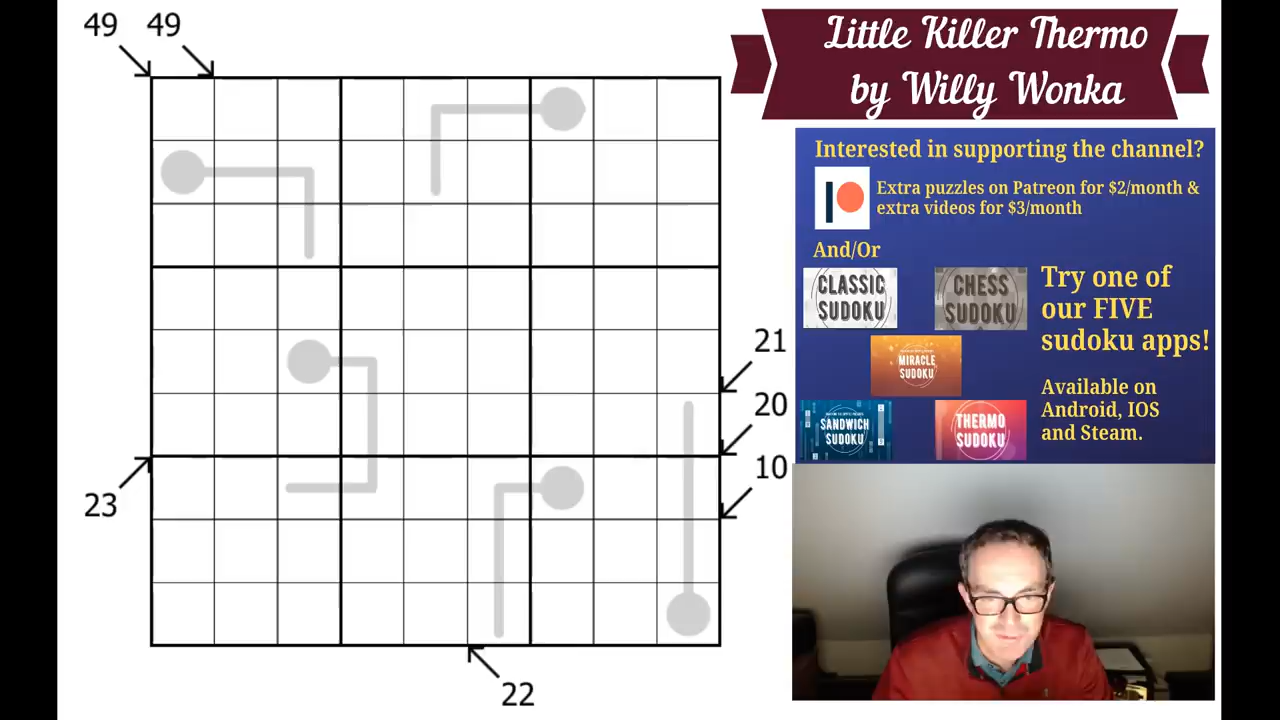 49 49
21
20
10
23
22
Little Killer Thermo
by Willy Wonka
Interested in supporting the channel?
Extra puzzles on Patreon for $2/month &
extra videos for $3/month
And/Or
CLASSIC
SUDOKU
CHESS
SUDOKU
MIRACLE
SUDOKU
SANDWICH
SUDOKU
THERMO
SUDOKU
Try one of
our FIVE
sudoku apps!
Available on
Android, IOS
and Steam.